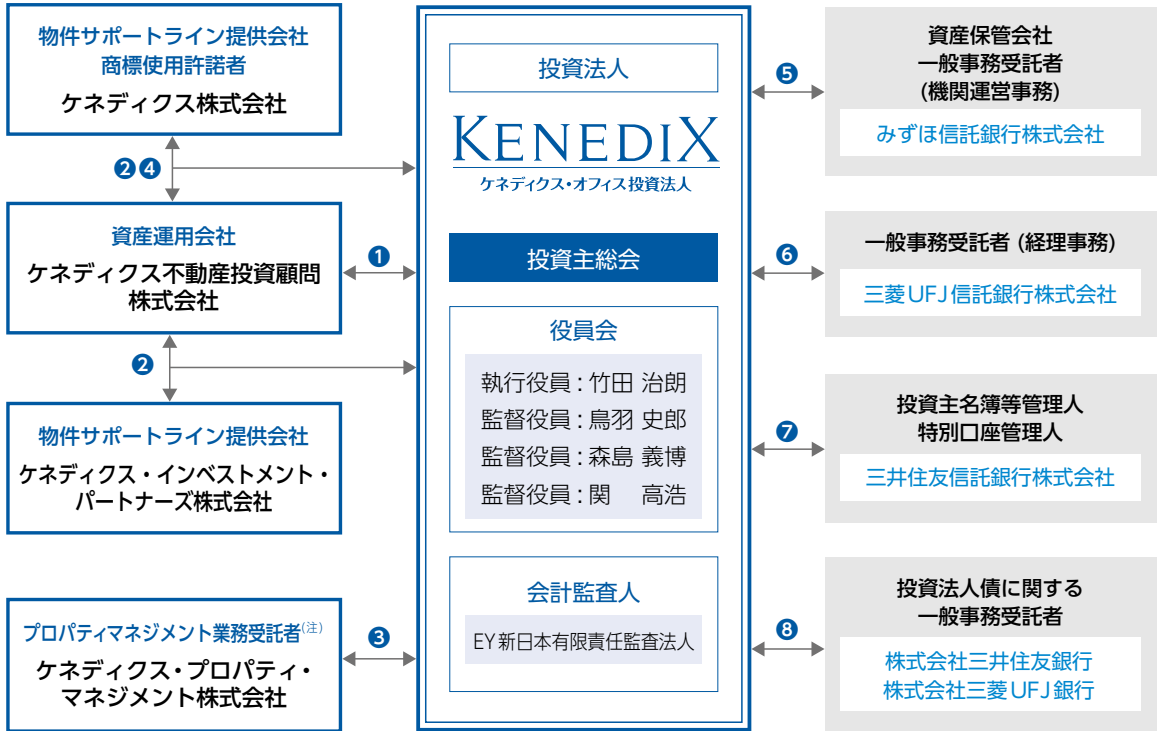 物件サポートライン提供会社
商標使用許諾者
ケネディクス株式会社
❷❹
資産運用会社
ケネディクス不動産投資顧問
株式会社
❶
❷
物件サポートライン提供会社
ケネディクス・インベストメント・
パートナーズ株式会社
プロパティマネジメント業務受託者(注)
ケネディクス・プロパティ・
マネジメント株式会社
❸
投資法人
KENEDIX
ケネディクス・オフィス投資法人
投資主総会
役員会
執行役員：竹田 治朗
監督役員：鳥羽 史郎
監督役員：森島 義博
監督役員：関　 高浩
会計監査人
EY新日本有限責任監査法人
❺
資産保管会社
一般事務受託者
(機関運営事務)
みずほ信託銀行株式会社
❻
一般事務受託者 (経理事務)
三菱UFJ信託銀行株式会社
❼
投資主名簿等管理人
特別口座管理人
三井住友信託銀行株式会社
❽
投資法人債に関する
一般事務受託者
株式会社三井住友銀行
株式会社三菱UFJ銀行